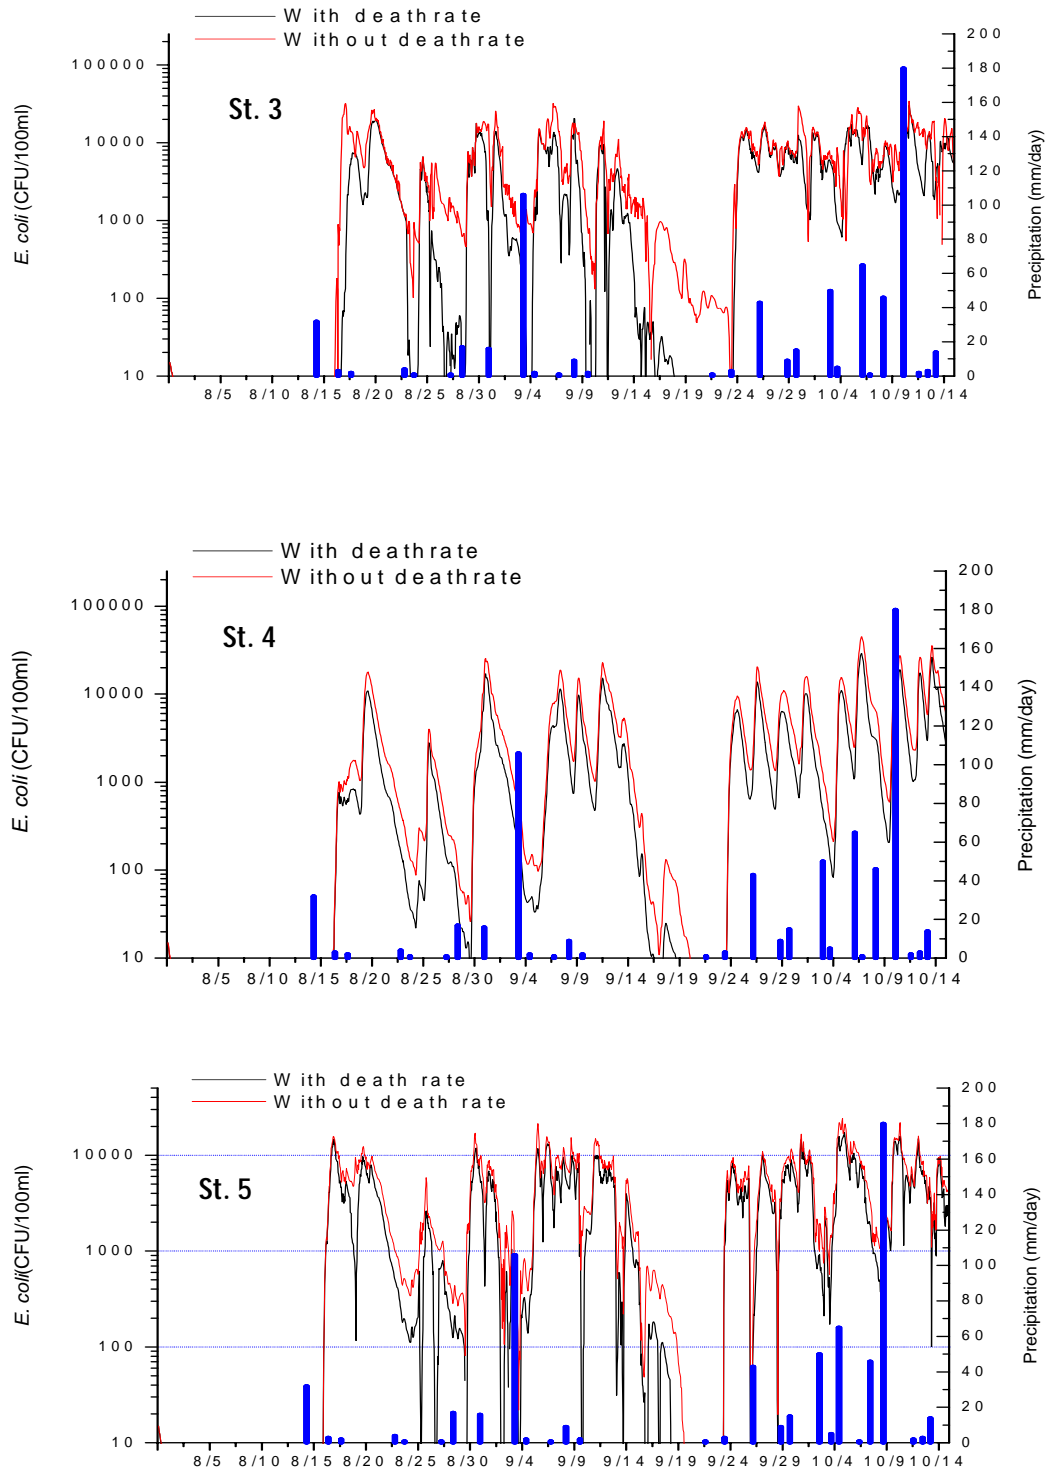 With deathrate
Without deathrate
St. 3
E. coli (CFU/100ml)
100000
10000
1000
100
10
200
180
160
140
120
100
80
60
40
20
0
Precipitation (mm/day)
8/5 8/10 8/15 8/20 8/25 8/30 9/4 9/9 9/14 9/19 9/24 9/29 10/4 10/9 10/14
With deathrate
Without deathrate
St. 4
E. coli (CFU/100ml)
100000
10000
1000
100
10
200
180
160
140
120
100
80
60
40
20
0
Precipitation (mm/day)
8/5 8/10 8/15 8/20 8/25 8/30 9/4 9/9 9/14 9/19 9/24 9/29 10/4 10/9 10/14
With death rate
Without death rate
St. 5
E. coli(CFU/100ml)
10000
1000
100
10
200
180
160
140
120
100
80
60
40
20
0
Precipitation (mm/day)
8/5 8/10 8/15 8/20 8/25 8/30 9/4 9/9 9/14 9/19 9/24 9/29 10/4 10/9 10/14